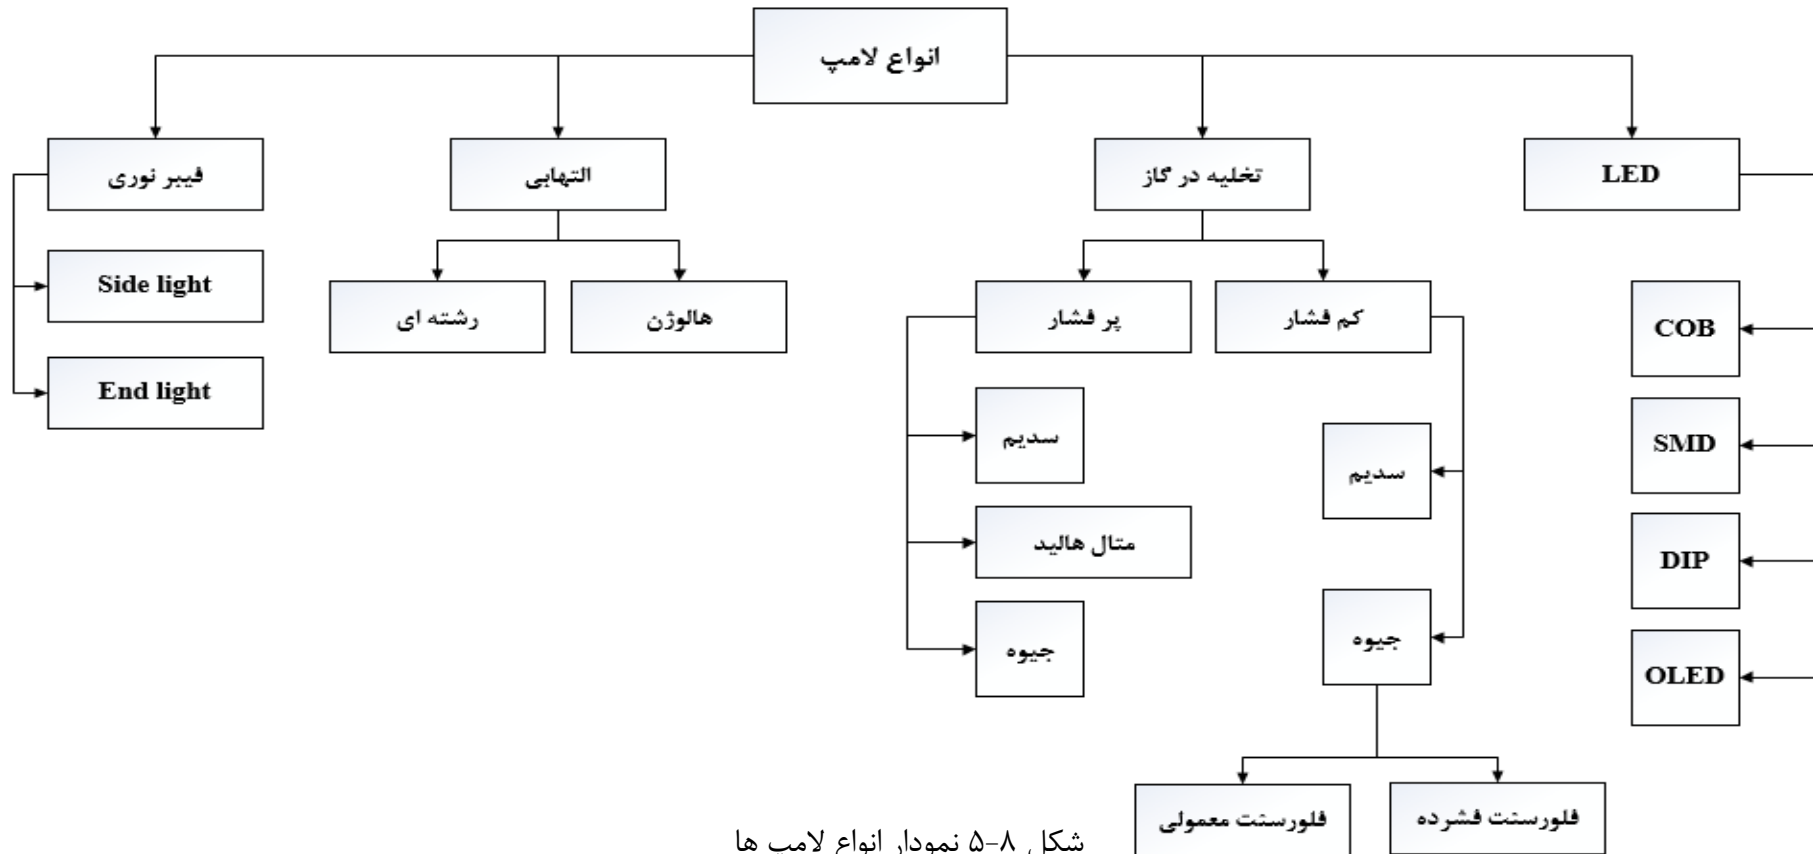 انواع لامپ
LED
تخلیه در گاز
التهابی
فیبر نوری
COB
SMD
DIP
OLED
کم فشار
پر فشار
سدیم
جیوه
فلورسنت فشرده
فلورسنت معمولی
سدیم
متال هالید
جیوه
هالوژن
رشته ای
Side light
End light
شکل ۸-۵ نمودار انواع لامپ ها